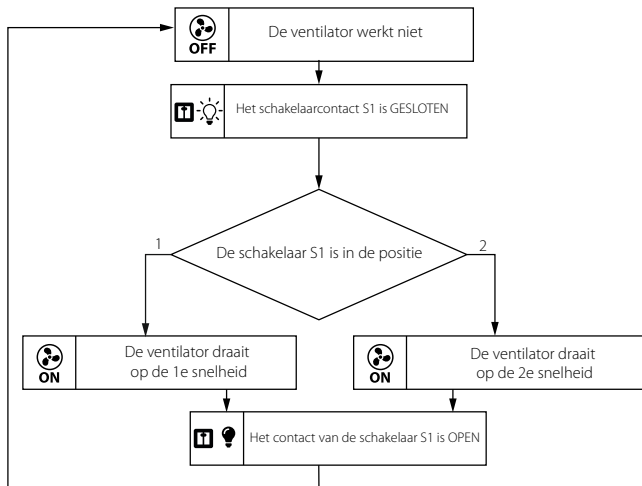 OFF
De ventilator werkt niet
Het schakelaarcontact S1 is GESLOTEN
1
De schakelaar S1 is in de positie
2
ON
De ventilator draait
op de 1e snelheid
ON
De ventilator draait
op de 2e snelheid
Het contact van de schakelaar S1 is OPEN